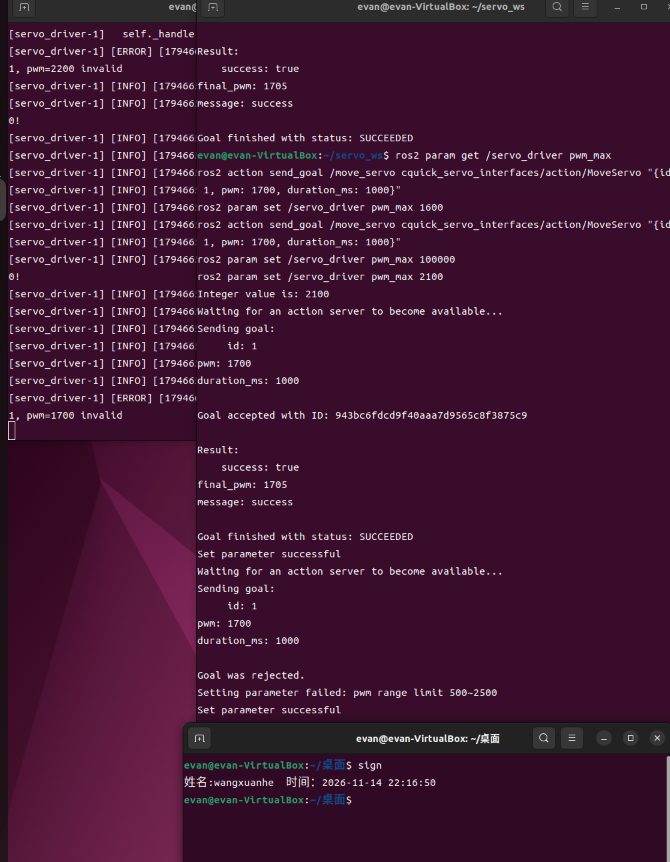 evan@
[servo_driver-1]   self._handle
[servo_driver-1] [ERROR] [179466
1, pwm=2200 invalid
[servo_driver-1] [INFO] [179466
[servo_driver-1] [INFO] [179466
0!
[servo_driver-1] [INFO] [179466
[servo_driver-1] [INFO] [179466
[servo_driver-1] [INFO] [179466
[servo_driver-1] [INFO] [179466
[servo_driver-1] [INFO] [179466
[servo_driver-1] [INFO] [179466
[servo_driver-1] [INFO] [179466
0!
[servo_driver-1] [INFO] [179466
[servo_driver-1] [INFO] [179466
[servo_driver-1] [INFO] [179466
[servo_driver-1] [INFO] [179466
[servo_driver-1] [INFO] [179466
[servo_driver-1] [INFO] [179466
[servo_driver-1] [ERROR] [179466
1, pwm=1700 invalid
evan@evan-VirtualBox: ~/servo_ws
Result:
    success: true
final_pwm: 1705
message: success
Goal finished with status: SUCCEEDED
evan@evan-VirtualBox:~/servo_ws$ ros2 param get /servo_driver pwm_max
ros2 action send_goal /move_servo cquick_servo_interfaces/action/MoveServo "{id
 1, pwm: 1700, duration_ms: 1000}"
ros2 param set /servo_driver pwm_max 1600
ros2 action send_goal /move_servo cquick_servo_interfaces/action/MoveServo "{id
 1, pwm: 1700, duration_ms: 1000}"
ros2 param set /servo_driver pwm_max 100000
ros2 param set /servo_driver pwm_max 2100
Integer value is: 2100
Waiting for an action server to become available...
Sending goal:
     id: 1
pwm: 1700
duration_ms: 1000
Goal accepted with ID: 943bc6fdcd9f40aaa7d9565c8f3875c9
Result:
    success: true
final_pwm: 1705
message: success
Goal finished with status: SUCCEEDED
Set parameter successful
Waiting for an action server to become available...
Sending goal:
     id: 1
pwm: 1700
duration_ms: 1000
Goal was rejected.
Setting parameter failed: pwm range limit 500~2500
Set parameter successful
evan@evan-VirtualBox: ~/桌面
evan@evan-VirtualBox:~/桌面$ sign
姓名:wangxuanhe  时间：2026-11-14 22:16:50
evan@evan-VirtualBox:~/桌面$